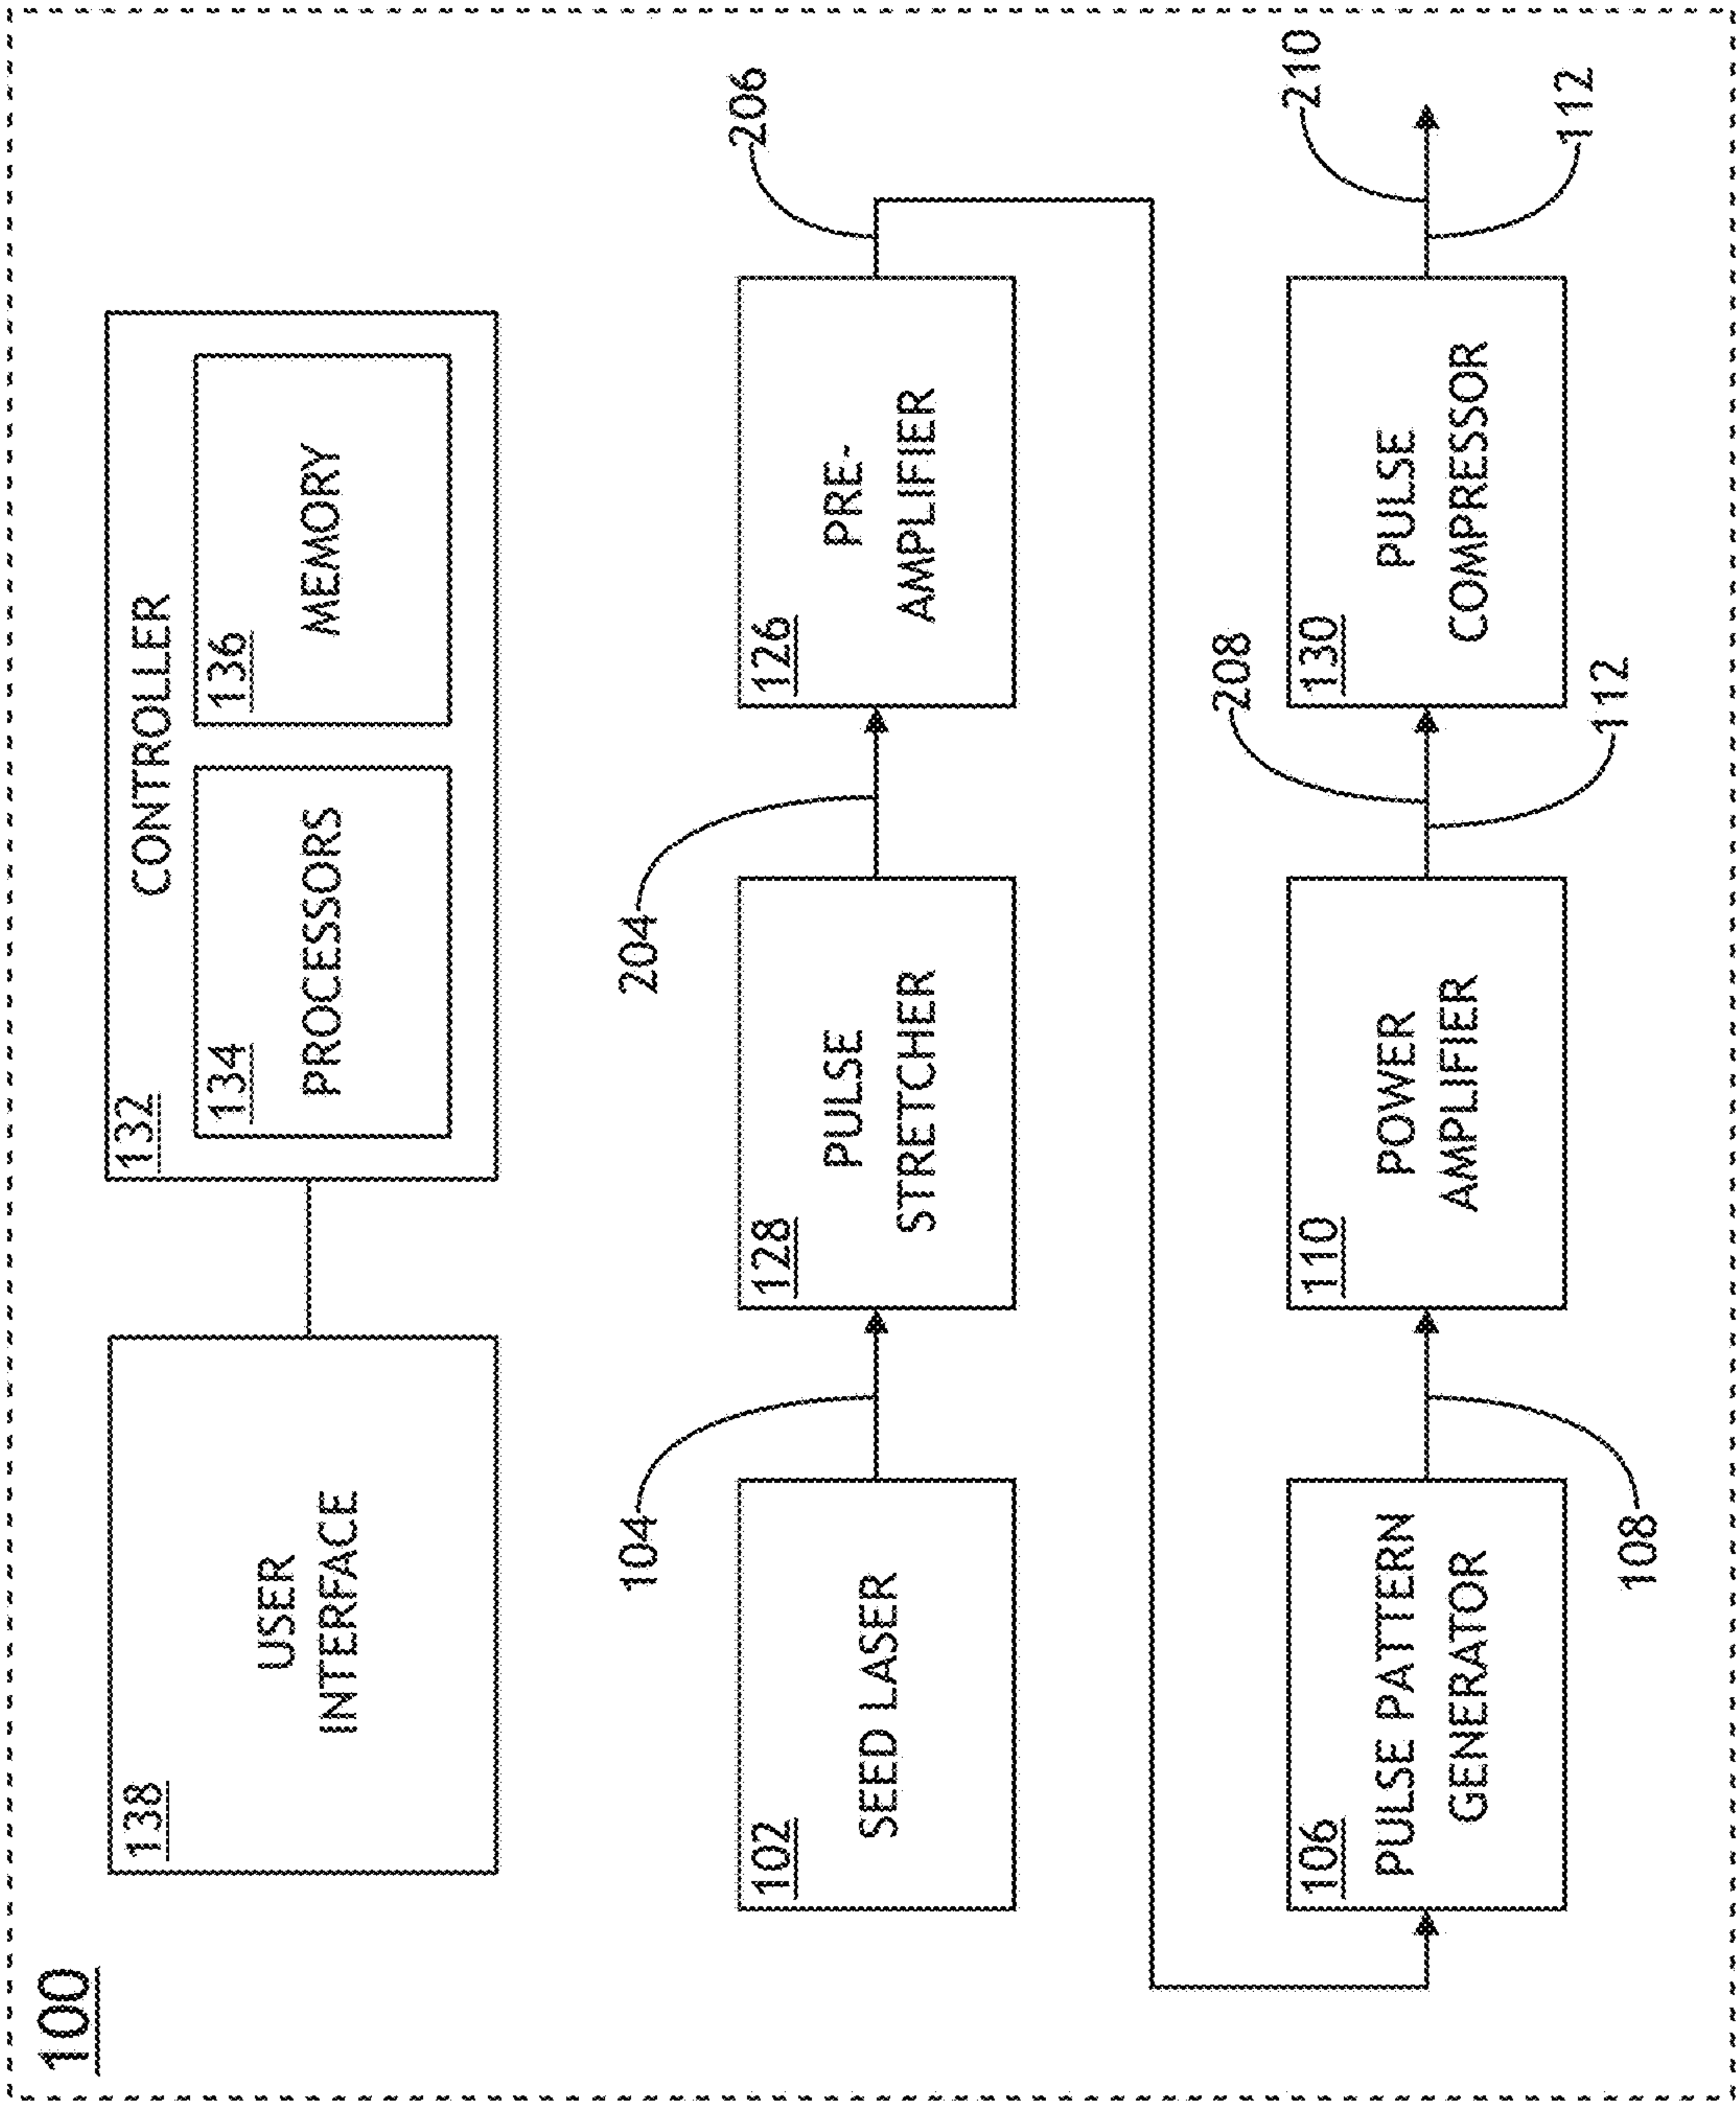 100
138
USER
INTERFACE
132
CONTROLLER
134
PROCESSORS
136
MEMORY
104
204
206
102
SEED LASER
128
PULSE
STRETCHER
126
PRE-
AMPLIFIER
208
210
106
PULSE PATTERN
GENERATOR
110
POWER
AMPLIFIER
130
PULSE
COMPRESSOR
108
112
112